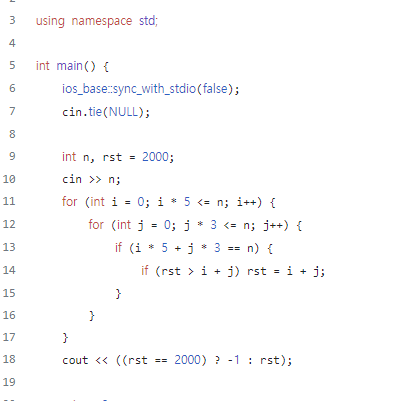 3 using namespace std;
4
5 int main() {
6 ios_base::sync_with_stdio(false);
7 cin.tie(NULL);
8
9 int n, rst = 2000;
10 cin >> n;
11 for (int i = 0; i * 5 <= n; i++) {
12 for (int j = 0; j * 3 <= n; j++) {
13 if (i * 5 + j * 3 == n) {
14 if (rst > i + j) rst = i + j;
15 }
16 }
17 }
18 cout << ((rst == 2000) ? -1 : rst);
19